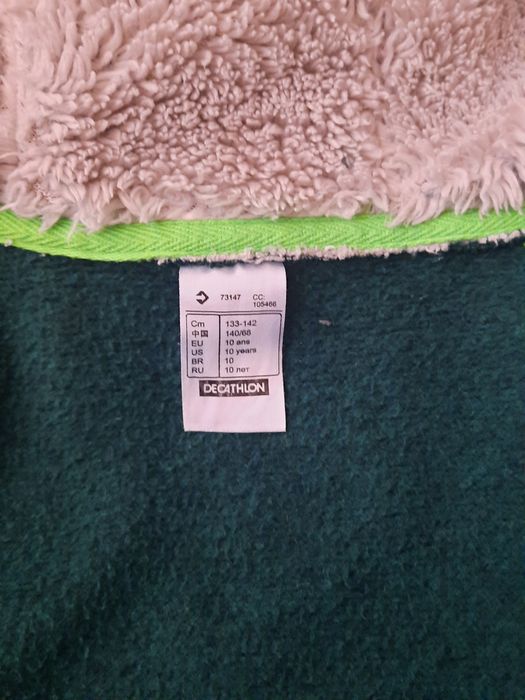 73147 CC:
105466
Cm 133-142
中国 140/68
EU 10 ans
US 10 years
BR 10
RU 10 лет
DECATHLON